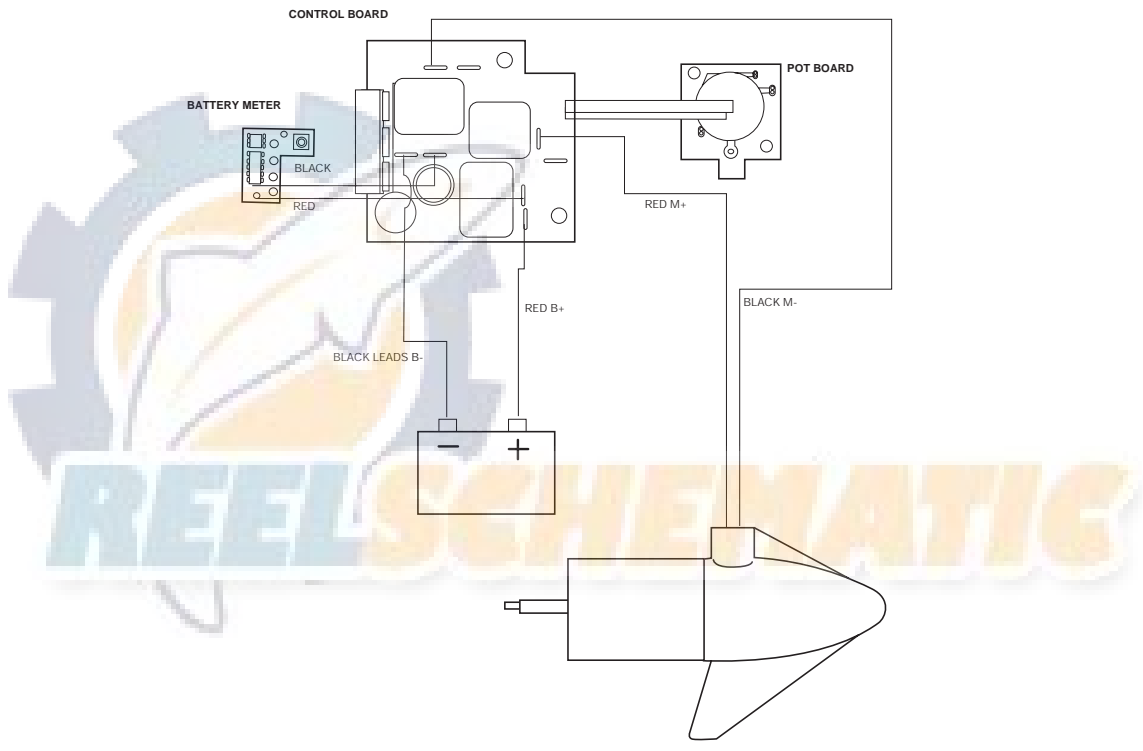 CONTROL BOARD
POT BOARD
BATTERY METER
BLACK
RED
RED M+
BLACK M-
RED B+
BLACK LEADS B-
− +
REELSCHEMATIC